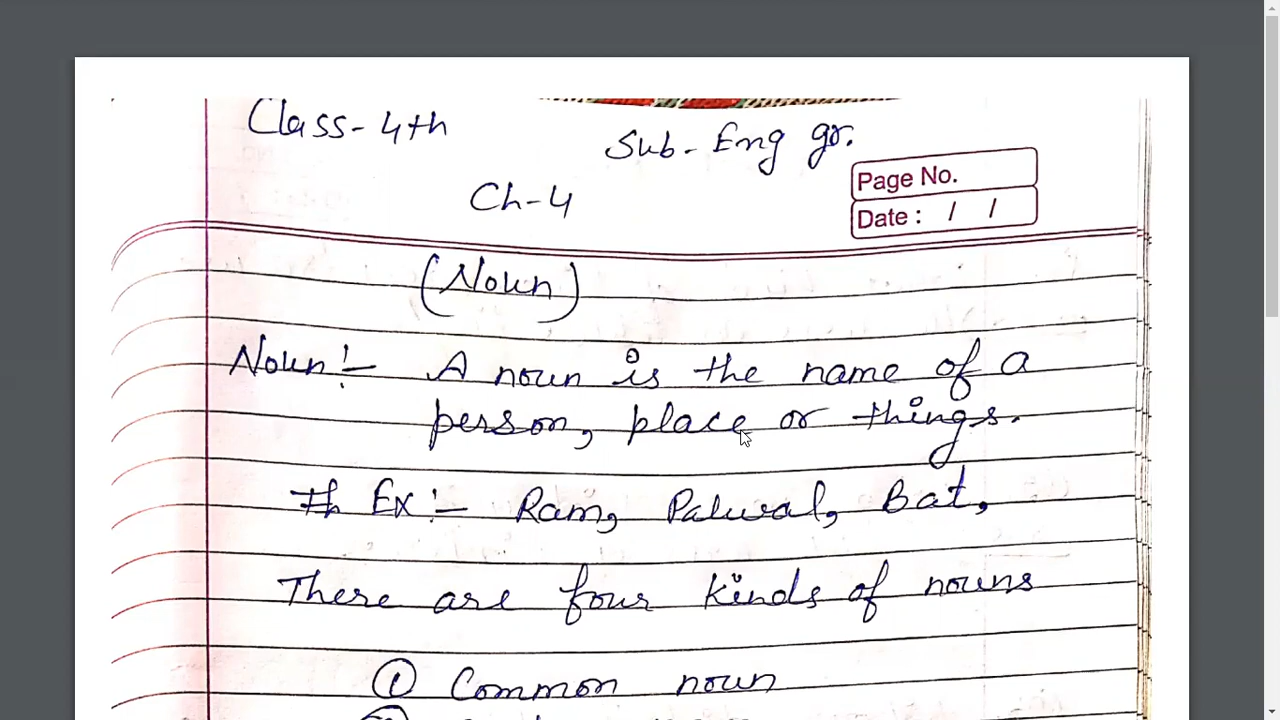 Class- 4th
Sub- Eng gr.
Ch-4
Page No.
Date : / /
(Noun)
Noun:- A noun is the name of a
person, place or things.
# Ex:- Ram, Palwal, Bat,
There are four kinds of nouns
① Common noun